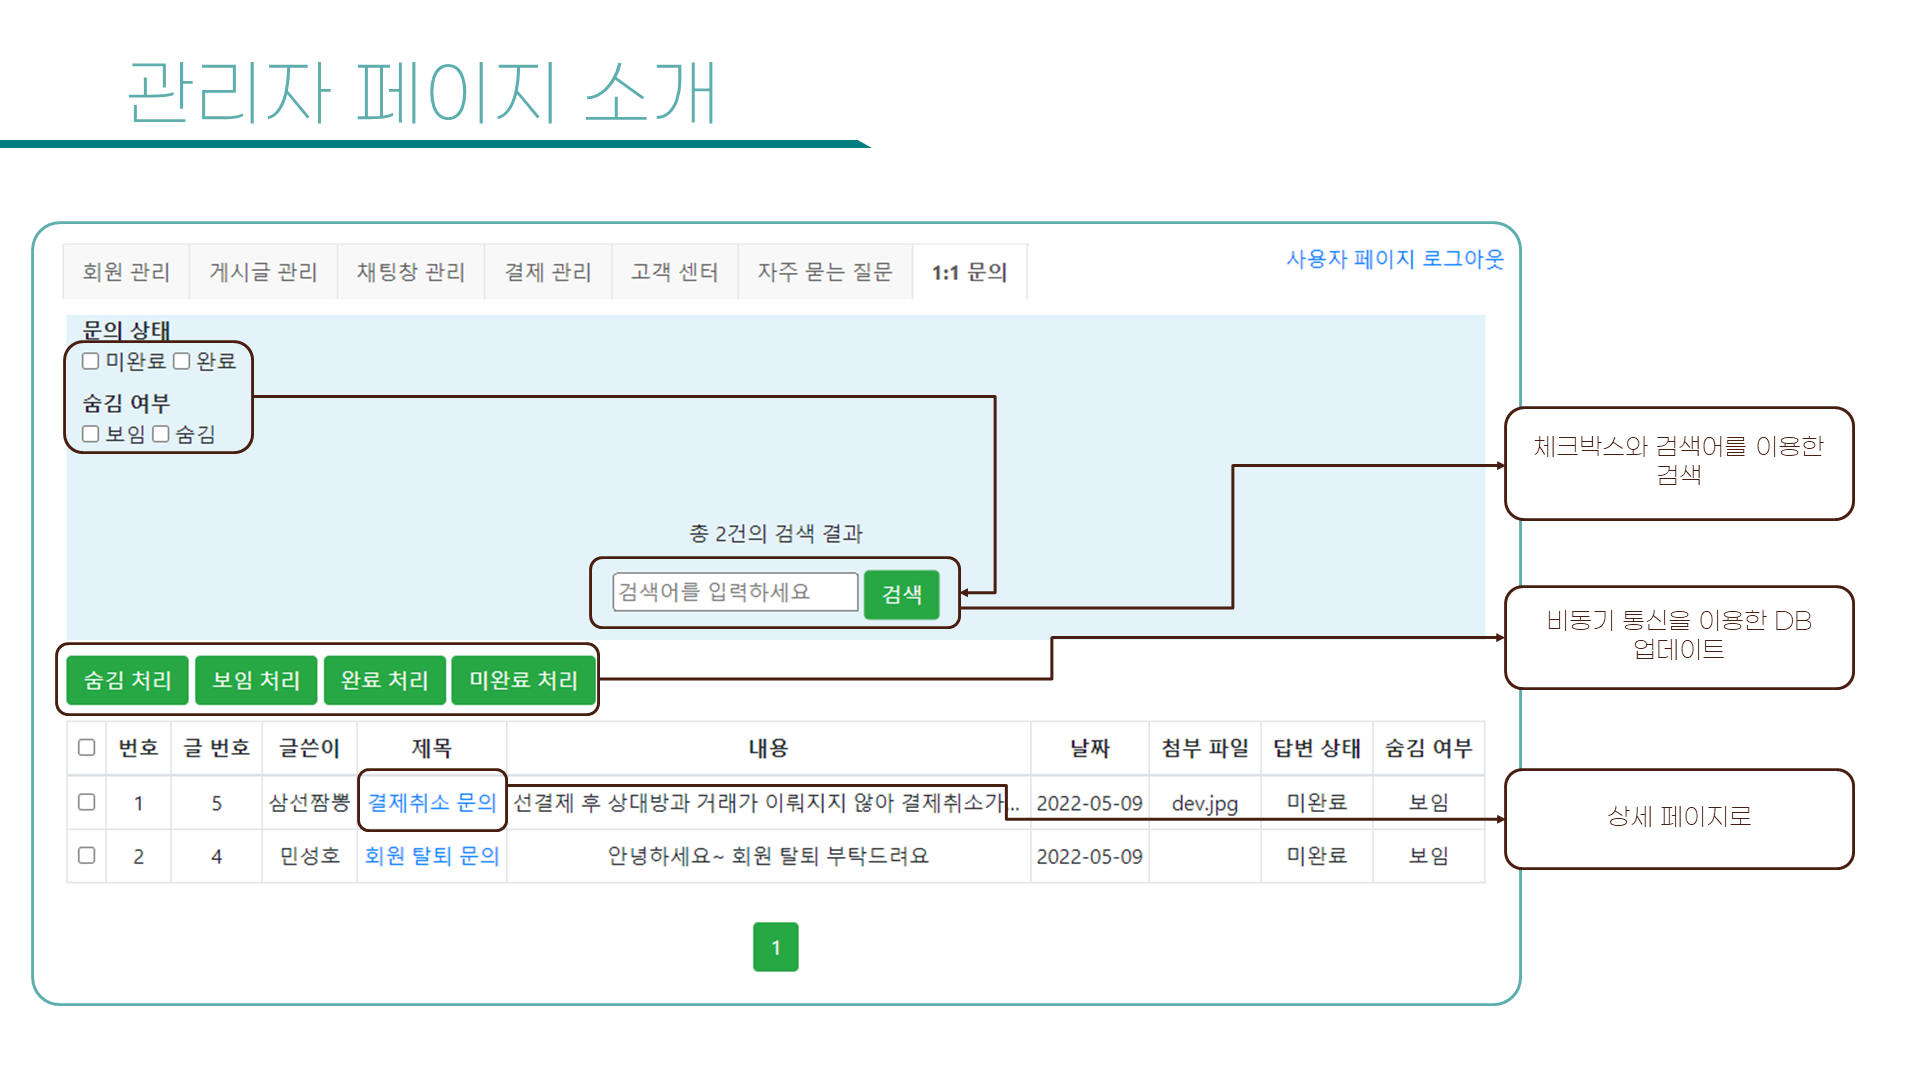 관리자 페이지 소개
회원 관리 게시글 관리 채팅창 관리 결제 관리 고객 센터 자주 묻는 질문 1:1 문의
사용자 페이지 로그아웃
문의 상태
미완료 완료
숨김 여부
보임 숨김
체크박스와 검색어를 이용한
검색
총 2건의 검색 결과
검색어를 입력하세요 검색
비동기 통신을 이용한 DB
업데이트
숨김 처리 보임 처리 완료 처리 미완료 처리
번호 글 번호 글쓴이 제목 내용 날짜 첨부 파일 답변 상태 숨김 여부
1 5 삼선짬뽕 결제취소 문의 선결제 후 상대방과 거래가 이뤄지지 않아 결제취소가... 2022-05-09 dev.jpg 미완료 보임
상세 페이지로
2 4 민성호 회원 탈퇴 문의 안녕하세요~ 회원 탈퇴 부탁드려요 2022-05-09 미완료 보임
1